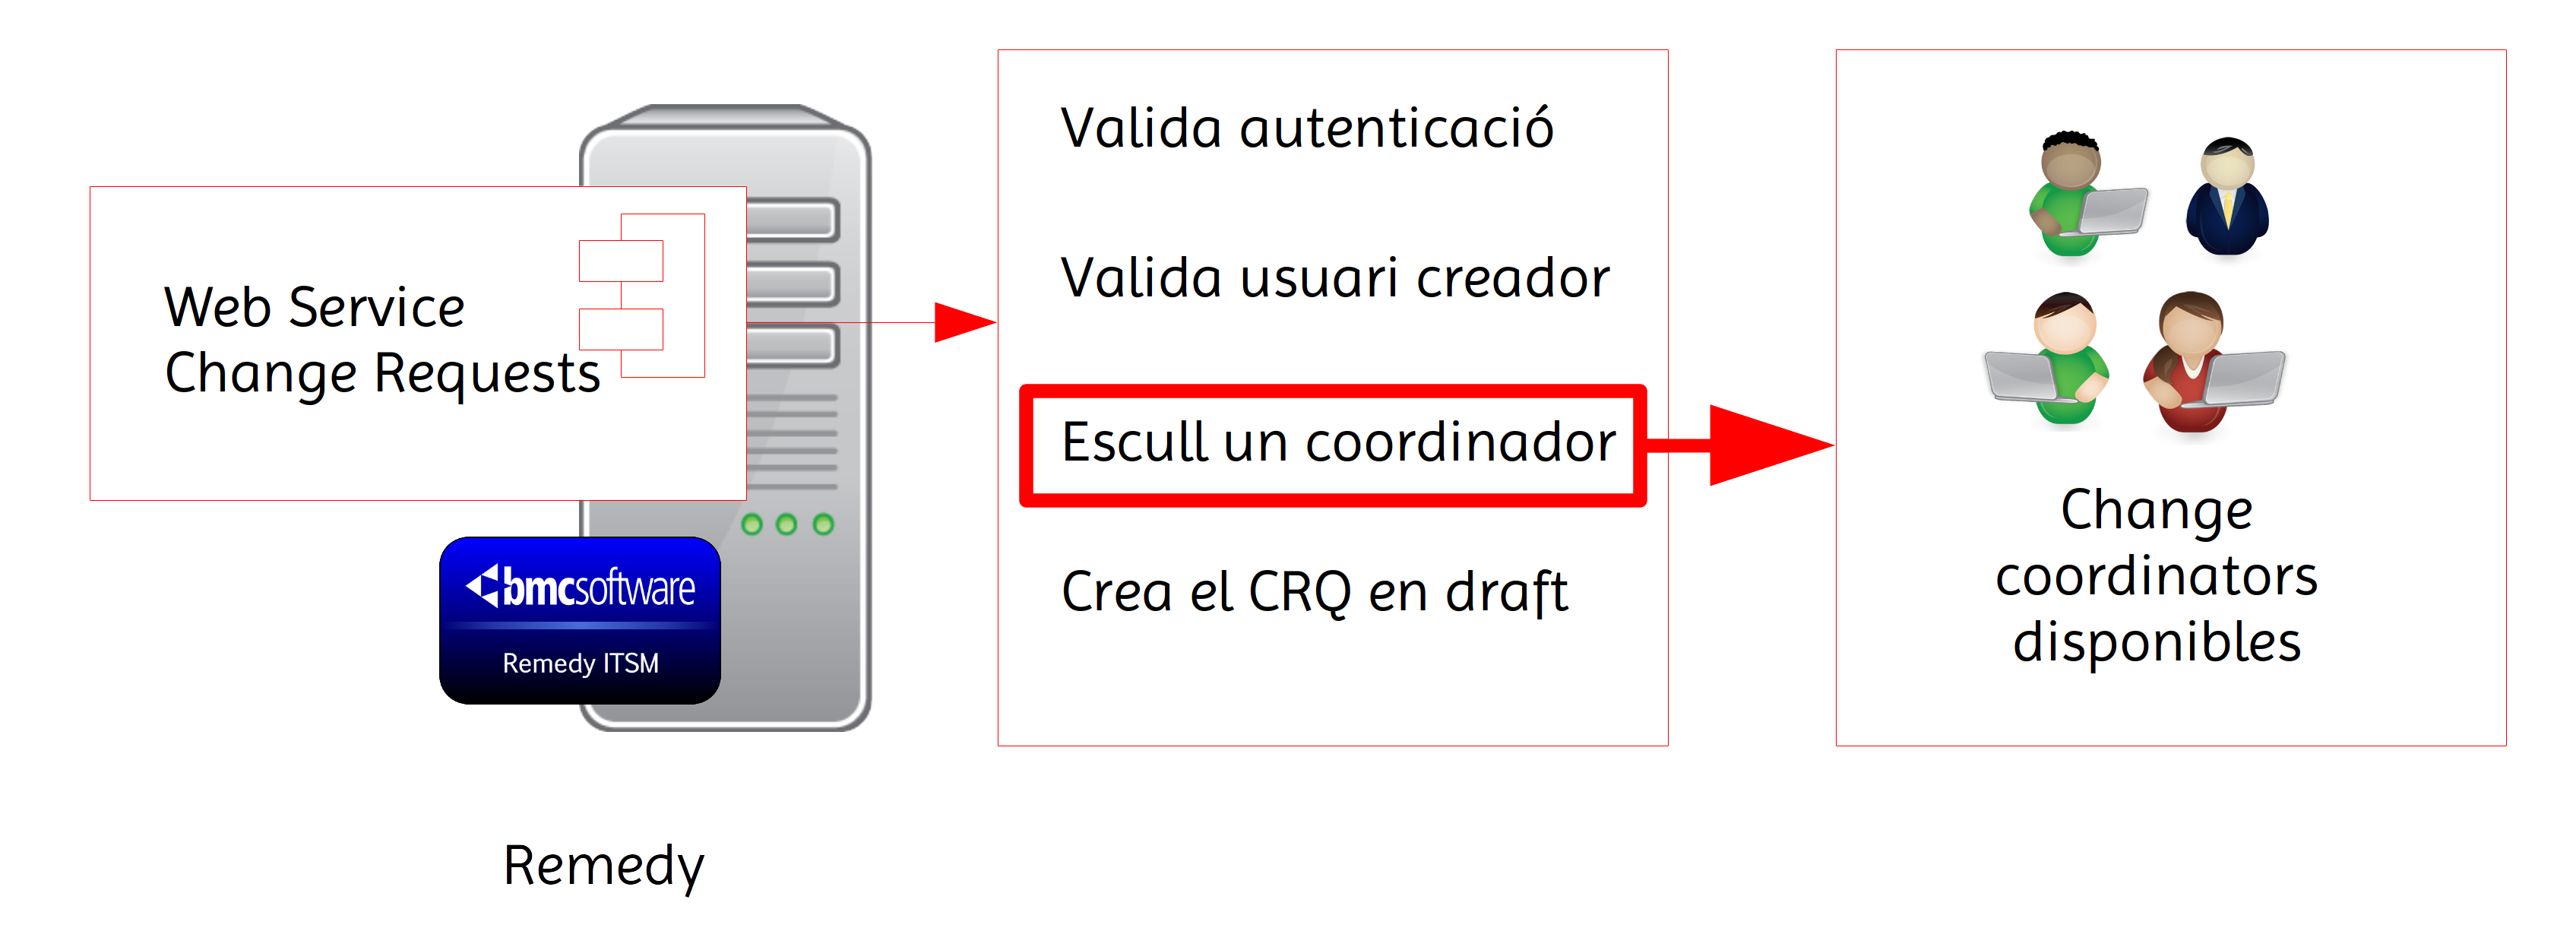 Web Service
Change Requests
bmcsoftware
Remedy ITSM
Remedy
Valida autenticació
Valida usuari creador
Escull un coordinador
Crea el CRQ en draft
Change
coordinators
disponibles